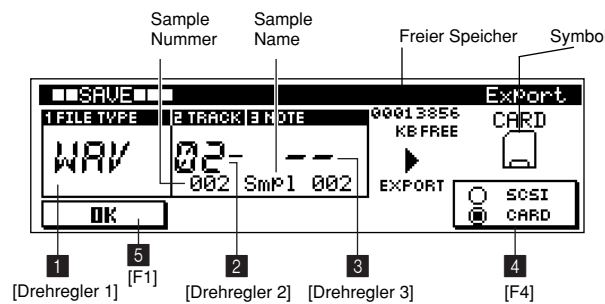 Sample Nummer
Sample Name
Freier Speicher
Symbol
SAVE
Export
1 FILE TYPE
2 TRACK
3 NOTE
00013856
KB FREE
CARD
WAV
02-
--
002 Smpl 002
EXPORT
OK
SCSI
CARD
1
[Drehregler 1]
5
[F1]
2
[Drehregler 2]
3
[Drehregler 3]
4
[F4]